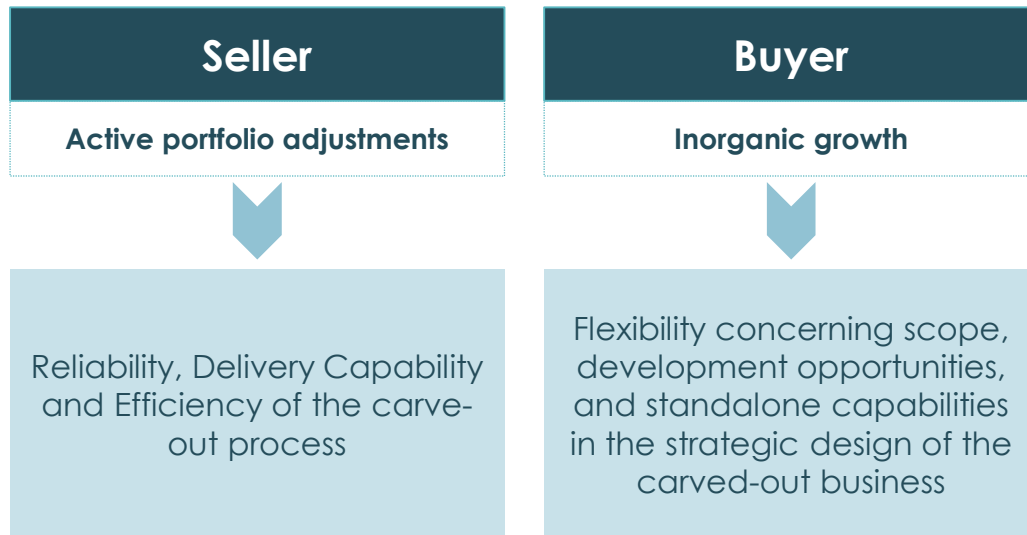 Seller
Active portfolio adjustments
Reliability, Delivery Capability
and Efficiency of the carve-
out process
Buyer
Inorganic growth
Flexibility concerning scope,
development opportunities,
and standalone capabilities
in the strategic design of the
carved-out business